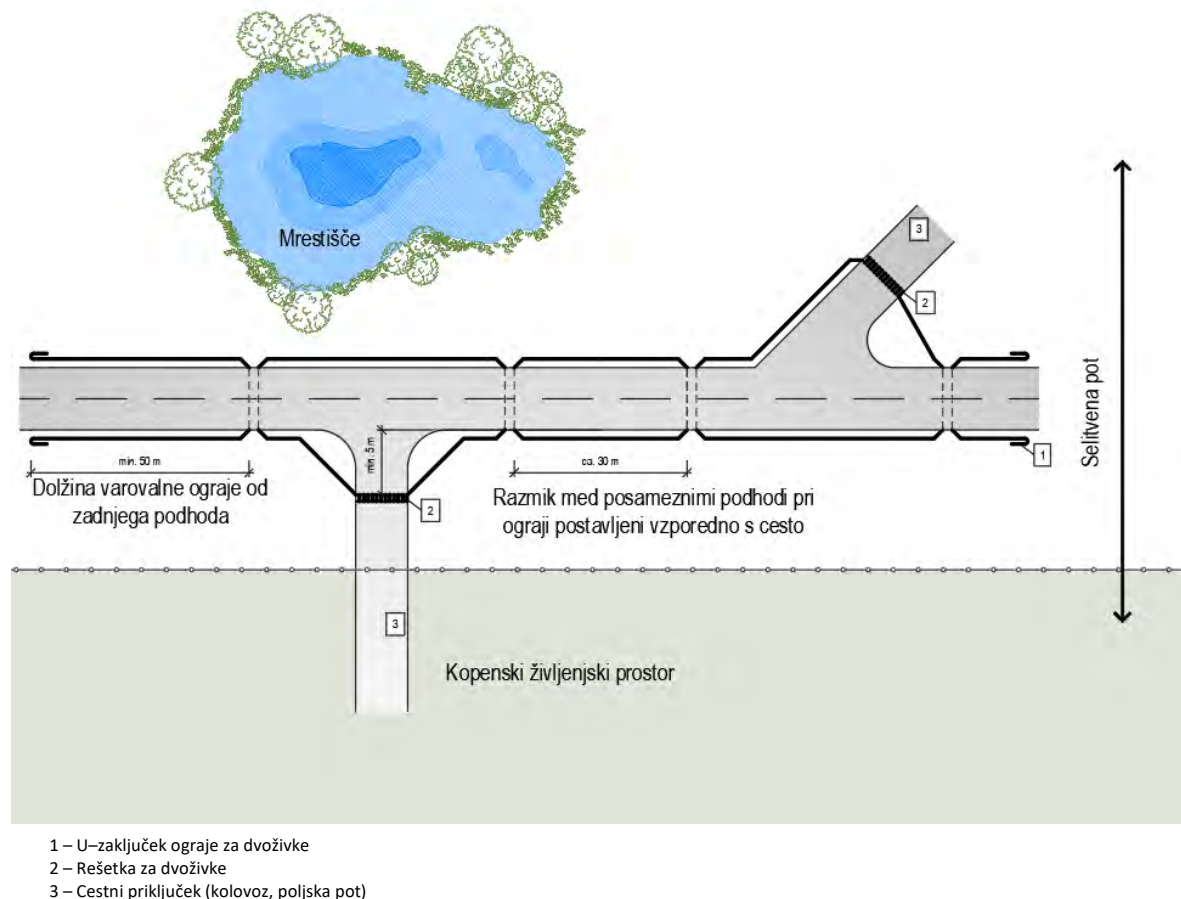 Mrestišče
3
2
Selitvena pot
min. 5 m
1
min. 50 m
ca. 30 m
Dolžina varovalne ograje od
zadnjega podhoda
2
Razmik med posameznimi podhodi pri
ograji postavljeni vzporedno s cesto
3
Kopenski življenjski prostor
1 – U–zaključek ograje za dvoživke
2 – Rešetka za dvoživke
3 – Cestni priključek (kolovoz, poljska pot)